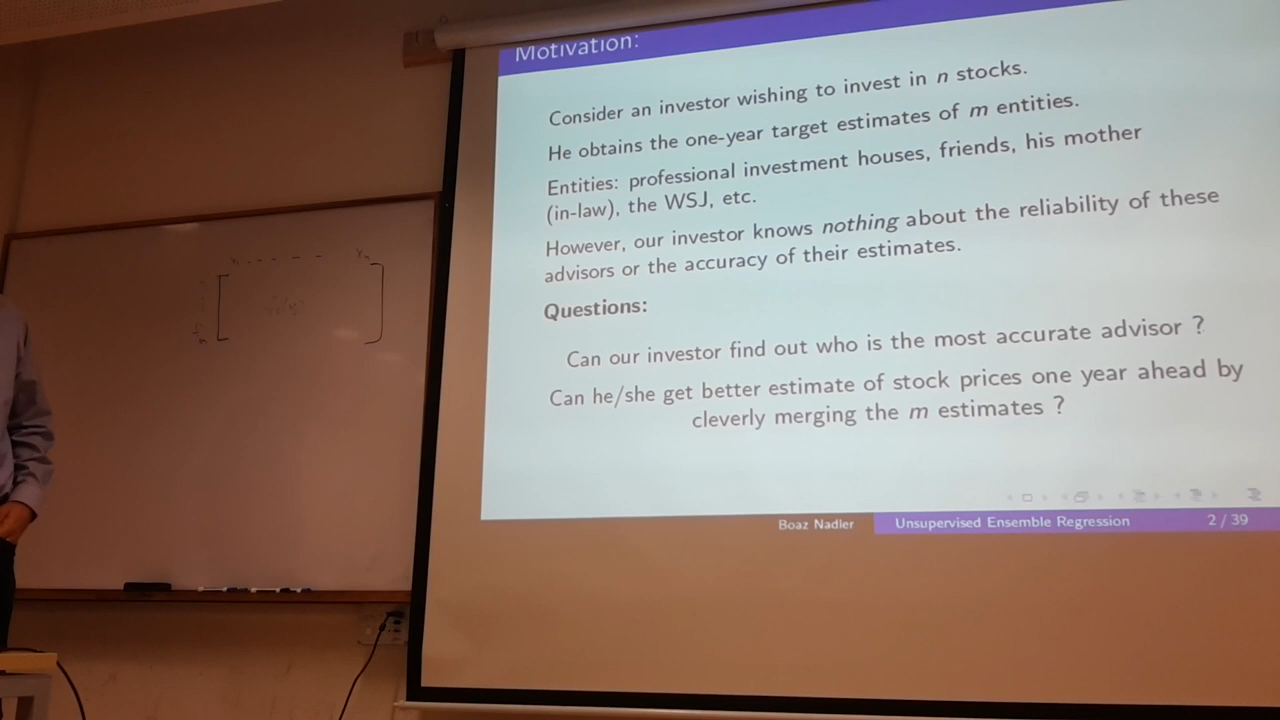 Motivation:
Consider an investor wishing to invest in n stocks.
He obtains the one-year target estimates of m entities.
Entities: professional investment houses, friends, his mother
(in-law), the WSJ, etc.
However, our investor knows nothing about the reliability of these
advisors or the accuracy of their estimates.
Questions:
Can our investor find out who is the most accurate advisor ?
Can he/she get better estimate of stock prices one year ahead by
cleverly merging the m estimates ?
Boaz Nadler Unsupervised Ensemble Regression 2 / 39